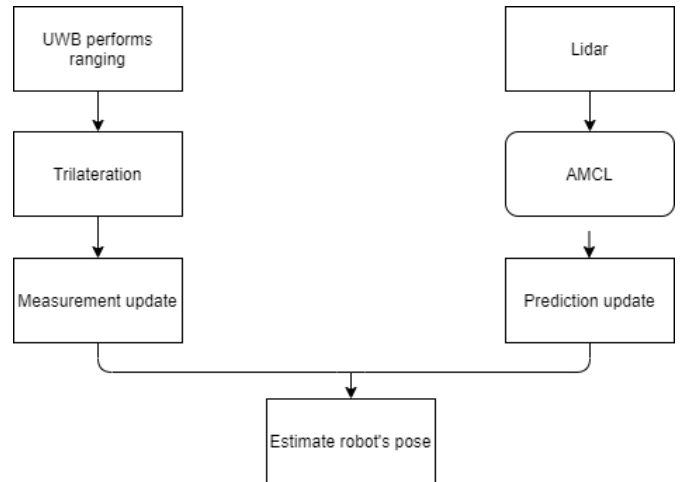 UWB performs
ranging
Lidar
Trilateration
AMCL
Measurement update
Prediction update
Estimate robot's pose